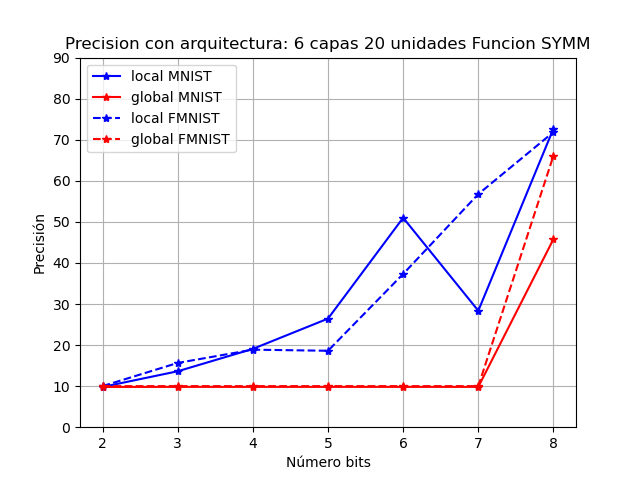 Precision con arquitectura: 6 capas 20 unidades Funcion SYMM
local MNIST
global MNIST
local FMNIST
global FMNIST
90
80
70
60
50
40
30
20
10
0
Precisión
2 3 4 5 6 7 8
Número bits